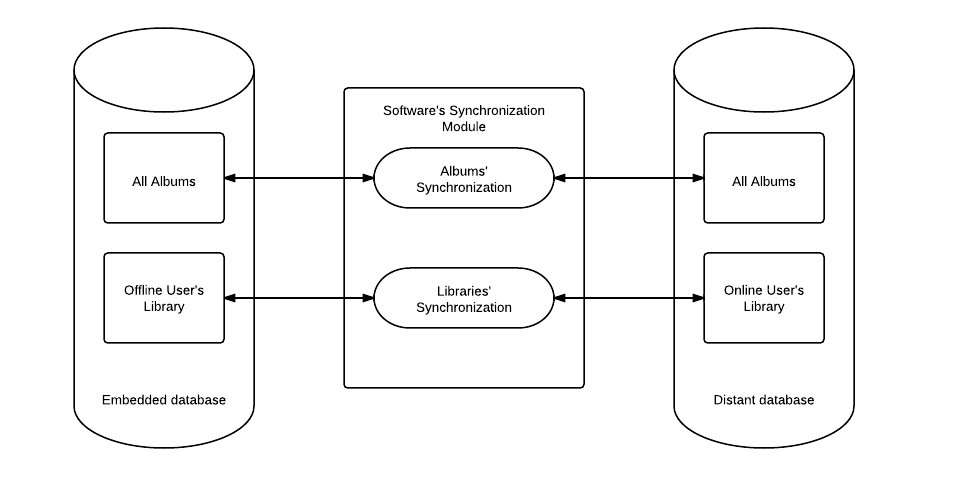 Software's Synchronization
Module
All Albums
Albums'
Synchronization
All Albums
Offline User's
Library
Libraries'
Synchronization
Online User's
Library
Embedded database
Distant database